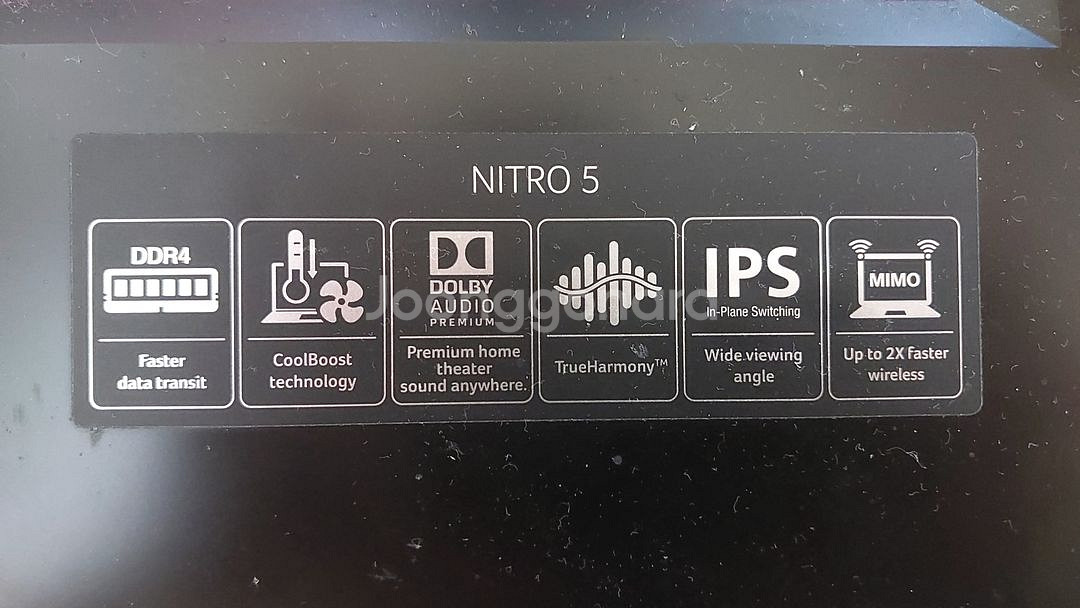 NITRO 5
DDR4
Faster
data transit
CoolBoost
technology
DOLBY
AUDIO
PREMIUM
Premium home
theater
sound anywhere.
TrueHarmony™
IPS
In-Plane Switching
Wide viewing
angle
MIMO
Up to 2X faster
wireless
Joonggonara